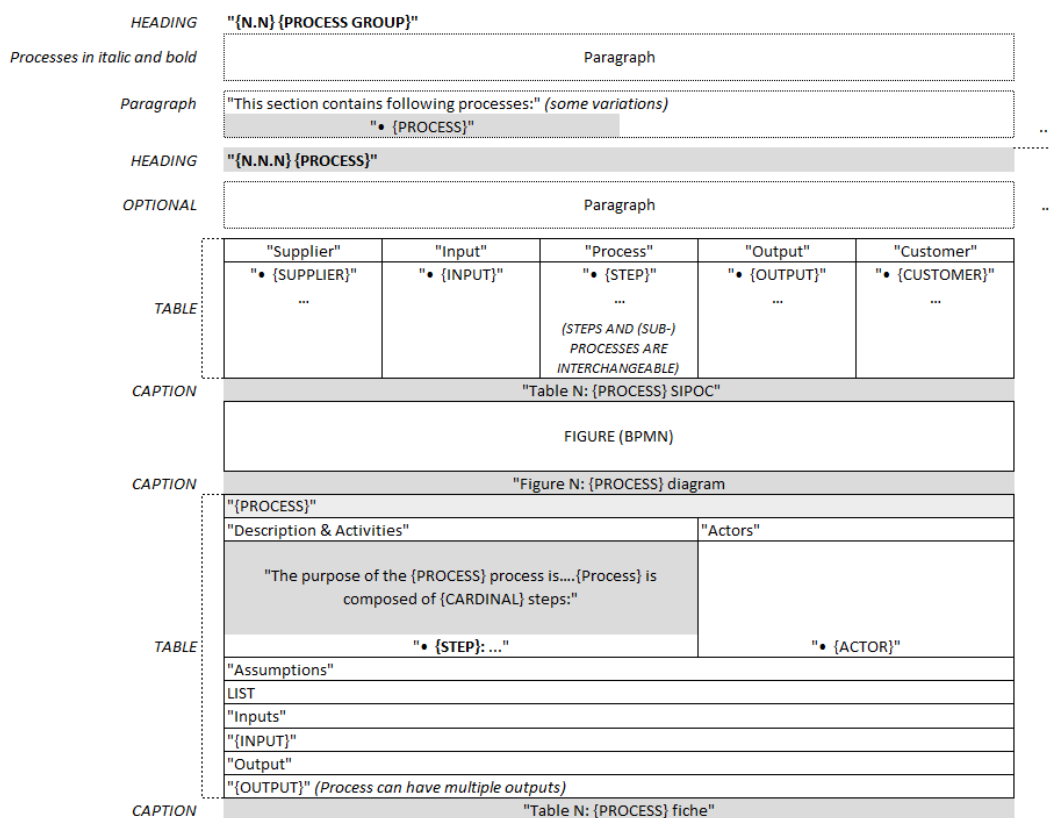 HEADING "{N.N} {PROCESS GROUP}"
Processes in italic and bold Paragraph
Paragraph "This section contains following processes:" (some variations)
"• {PROCESS}" ..
HEADING "{N.N.N} {PROCESS}"
OPTIONAL Paragraph ..
"Supplier" "Input" "Process" "Output" "Customer"
"• {SUPPLIER}" "• {INPUT}" "• {STEP}" "• {OUTPUT}" "• {CUSTOMER}"
... ... ... ...
TABLE
(STEPS AND (SUB-)
PROCESSES ARE
INTERCHANGEABLE)
CAPTION "Table N: {PROCESS} SIPOC"
FIGURE (BPMN)
CAPTION "Figure N: {PROCESS} diagram
"{PROCESS}"
"Description & Activities" "Actors"
"The purpose of the {PROCESS} process is....{Process} is
composed of {CARDINAL} steps:"
TABLE "• {STEP}: ..." "• {ACTOR}"
"Assumptions"
LIST
"Inputs"
"{INPUT}"
"Output"
"{OUTPUT}" (Process can have multiple outputs)
CAPTION "Table N: {PROCESS} fiche"